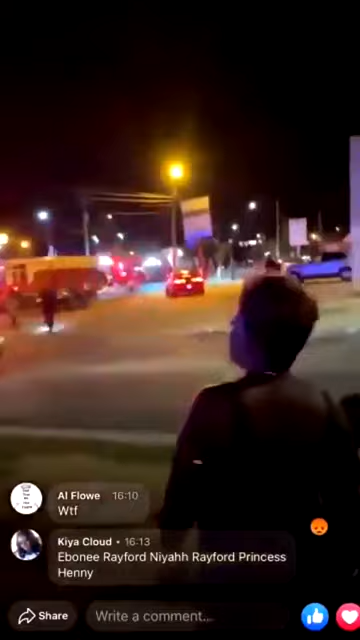 Al Flowe 16:10
Wtf
Kiya Cloud • 16:13
Ebonee Rayford Niyahh Rayford Princess
Henny
Share
Write a comment...